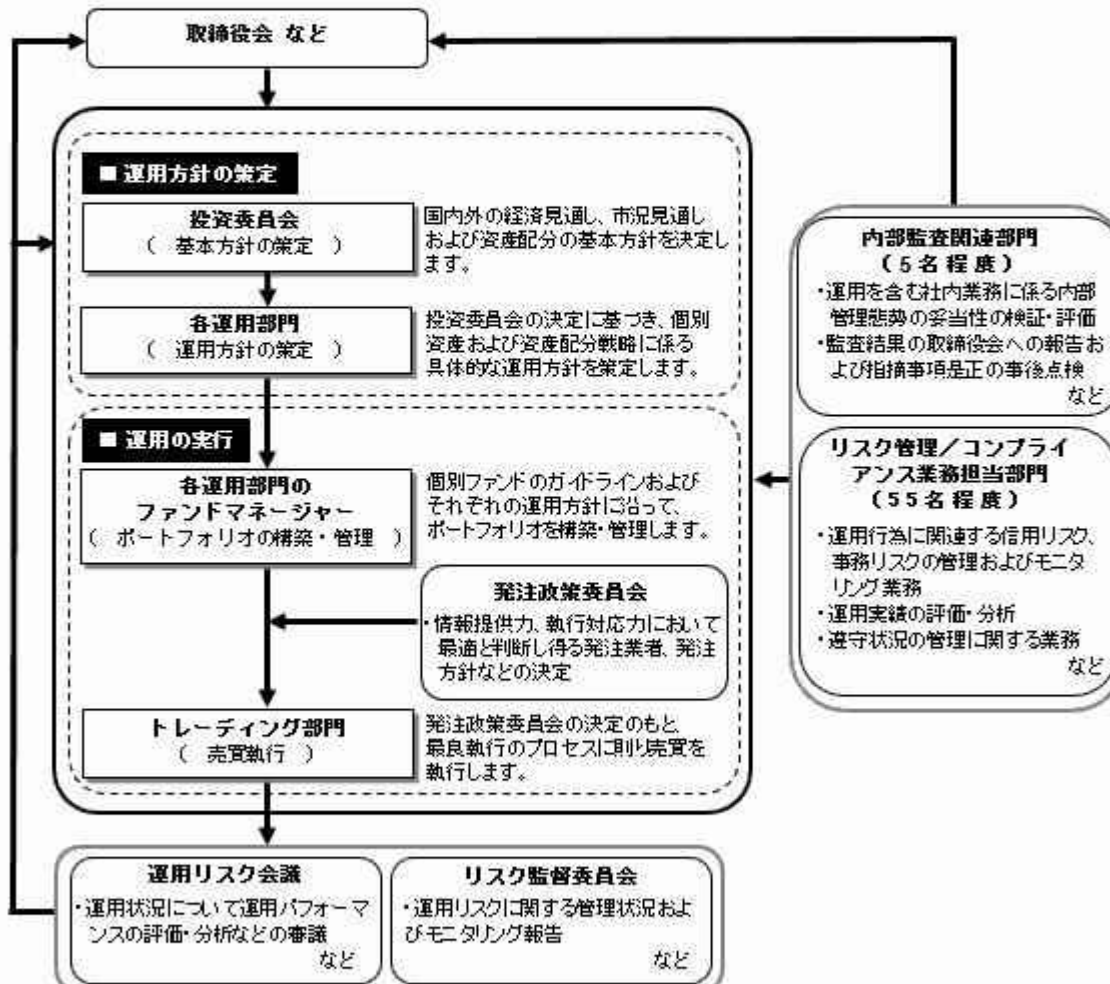 取締役会 など
■ 運用方針の策定
投資委員会
( 基本方針の策定 )
国内外の経済見通し、市況見通し
および資産配分の基本方針を決定し
ます。
各運用部門
( 運用方針の策定 )
投資委員会の決定に基づき、個別
資産および資産配分戦略に係る
具体的な運用方針を策定します。
■ 運用の実行
各運用部門の
ファンドマネージャー
( ポートフォリオの構築・管理 )
個別ファンドのガイドラインおよび
それぞれの運用方針に沿って、
ポートフォリオを構築・管理します。
発注政策委員会
・情報提供力、執行対応力において
最適と判断し得る発注業者、発注
方針などの決定
トレーディング部門
( 売買執行 )
発注政策委員会の決定のもと、
最良執行のプロセスに則り売買を
執行します。
内部監査関連部門
(5名程度)
・運用を含む社内業務に係る内部
管理態勢の妥当性の検証・評価
・監査結果の取締役会への報告お
よび指摘事項是正の事後点検
など
リスク管理/コンプライ
アンス業務担当部門
(55名程度)
・運用行為に関連する信用リスク、
事務リスクの管理およびモニタ
リング業務
・運用実績の評価・分析
・遵守状況の管理に関する業務
など
運用リスク会議
・運用状況について運用パフォーマ
ンスの評価・分析などの審議
など
リスク監督委員会
・運用リスクに関する管理状況およ
びモニタリング報告
など